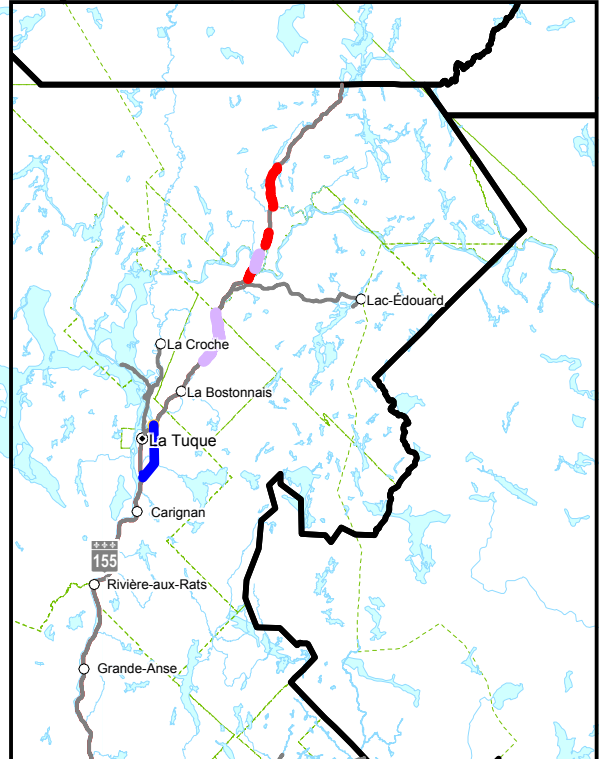 Lac-Édouard
La Croche
La Bostonnais
La Tuque
Carignan
155
Rivière-aux-Rats
Grande-Anse